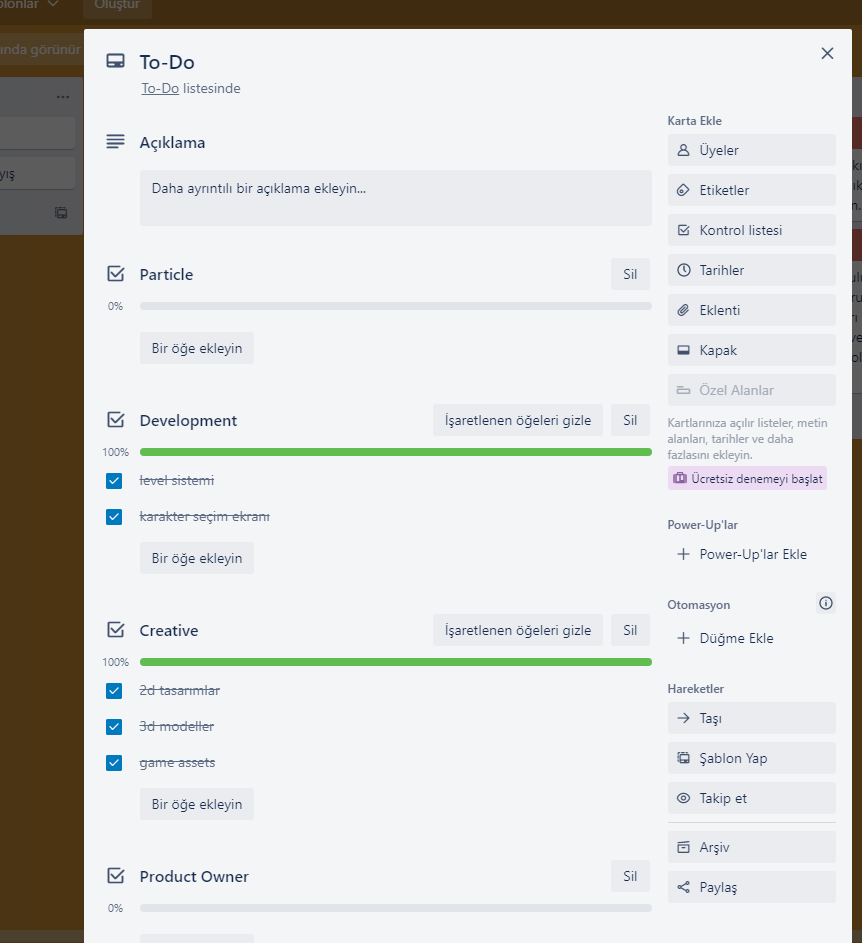 Oluştur
ında görünür
To-Do
To-Do listesinde
Açıklama
Daha ayrıntılı bir açıklama ekleyin...
Particle
Sil
0%
Bir öğe ekleyin
Development
İşaretlenen öğeleri gizle
Sil
100%
level sistemi
karakter seçim ekranı
Bir öğe ekleyin
Creative
İşaretlenen öğeleri gizle
Sil
100%
2d tasarımlar
3d modeller
game assets
Bir öğe ekleyin
Product Owner
Sil
0%
Karta Ekle
Üyeler
Etiketler
Kontrol listesi
Tarihler
Eklenti
Kapak
Özel Alanlar
Kartlarınıza açılır listeler, metin
alanları, tarihler ve daha
fazlasını ekleyin.
Ücretsiz denemeyi başlat
Power-Up'lar
Power-Up'lar Ekle
Otomasyon
Düğme Ekle
Hareketler
Taşı
Şablon Yap
Takip et
Arşiv
Paylaş